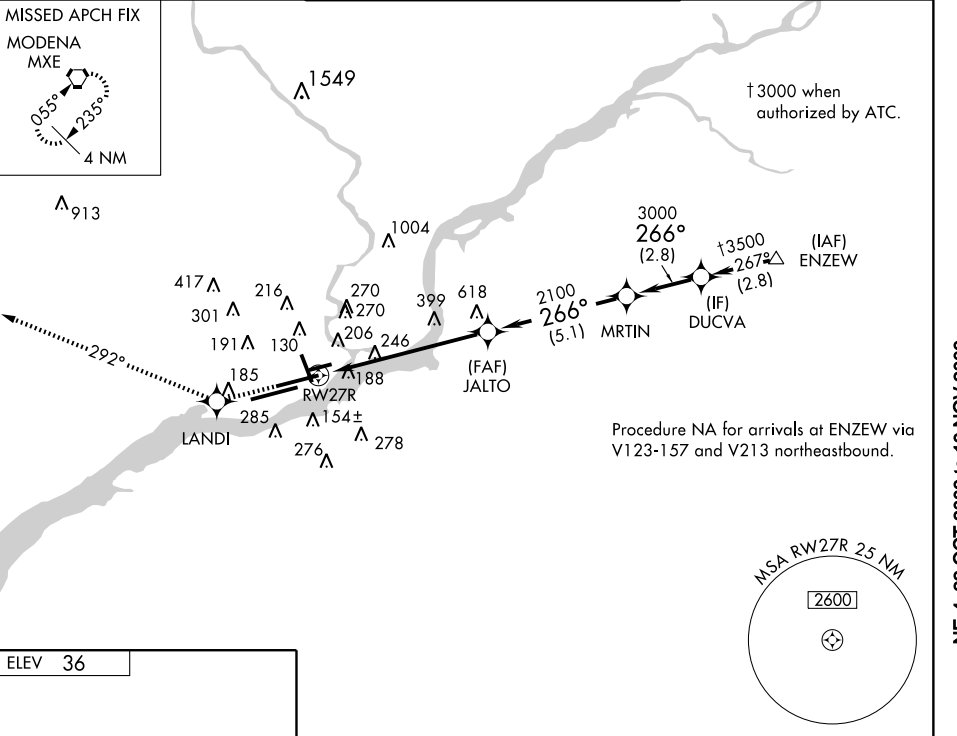 MISSED APCH FIX
MODENA
MXE
055°
235°
4 NM
1549
†3000 when
authorized by ATC.
913
1004
3000
266°
(2.8)
†3500
267°
(2.8)
(IAF)
ENZEW
417
301
216
270
270
399
618
2100
266°
(5.1)
MRTIN
(IF)
DUCVA
292°
191
130
206
246
(FAF)
JALTO
185
188
RW27R
LANDI
285
154±
276
278
Procedure NA for arrivals at ENZEW via
V123-157 and V213 northeastbound.
MSA RW27R 25 NM
2600
ELEV 36